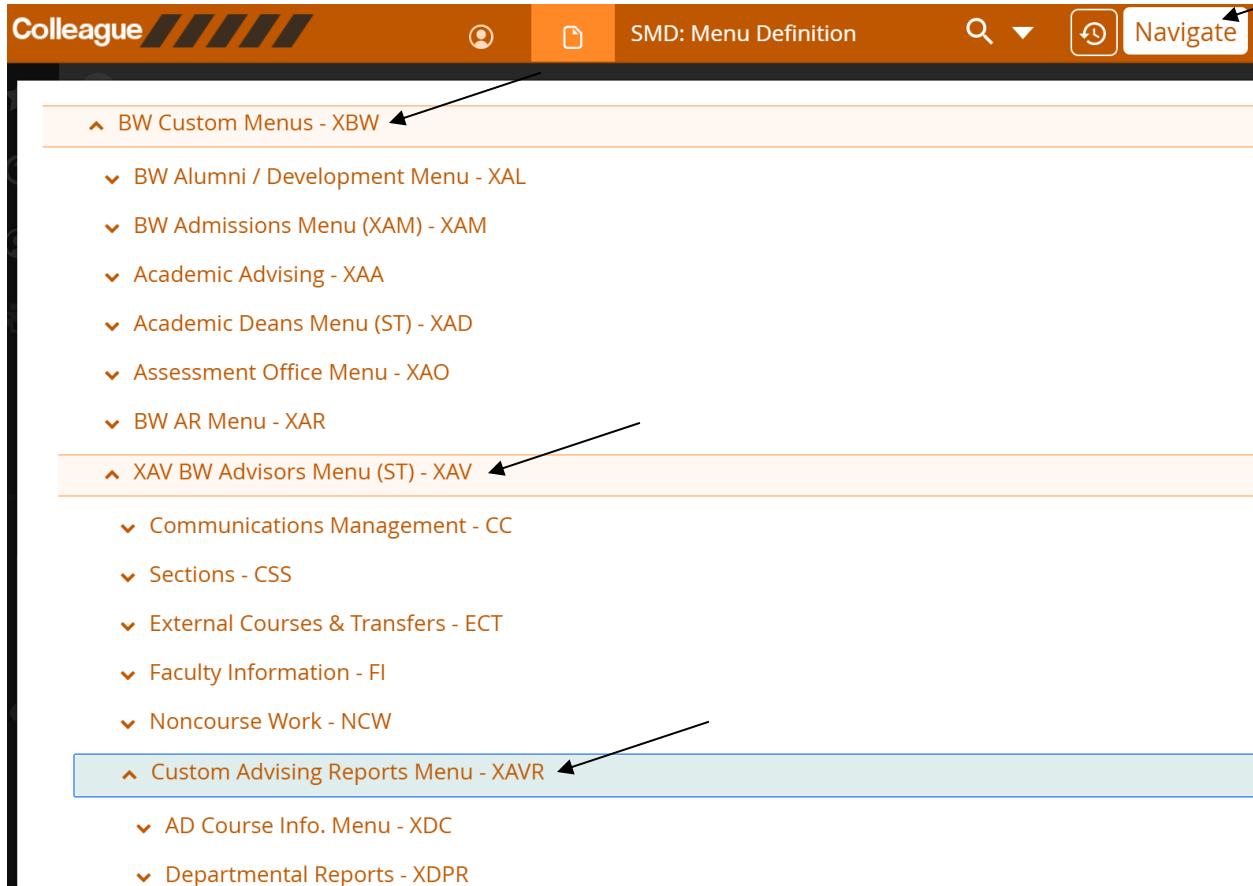 Colleague SMD: Menu Definition Navigate
BW Custom Menus - XBW
BW Alumni / Development Menu - XAL
BW Admissions Menu (XAM) - XAM
Academic Advising - XAA
Academic Deans Menu (ST) - XAD
Assessment Office Menu - XAO
BW AR Menu - XAR
XAV BW Advisors Menu (ST) - XAV
Communications Management - CC
Sections - CSS
External Courses & Transfers - ECT
Faculty Information - FI
Noncourse Work - NCW
Custom Advising Reports Menu - XAVR
AD Course Info. Menu - XDC
Departmental Reports - XDPR